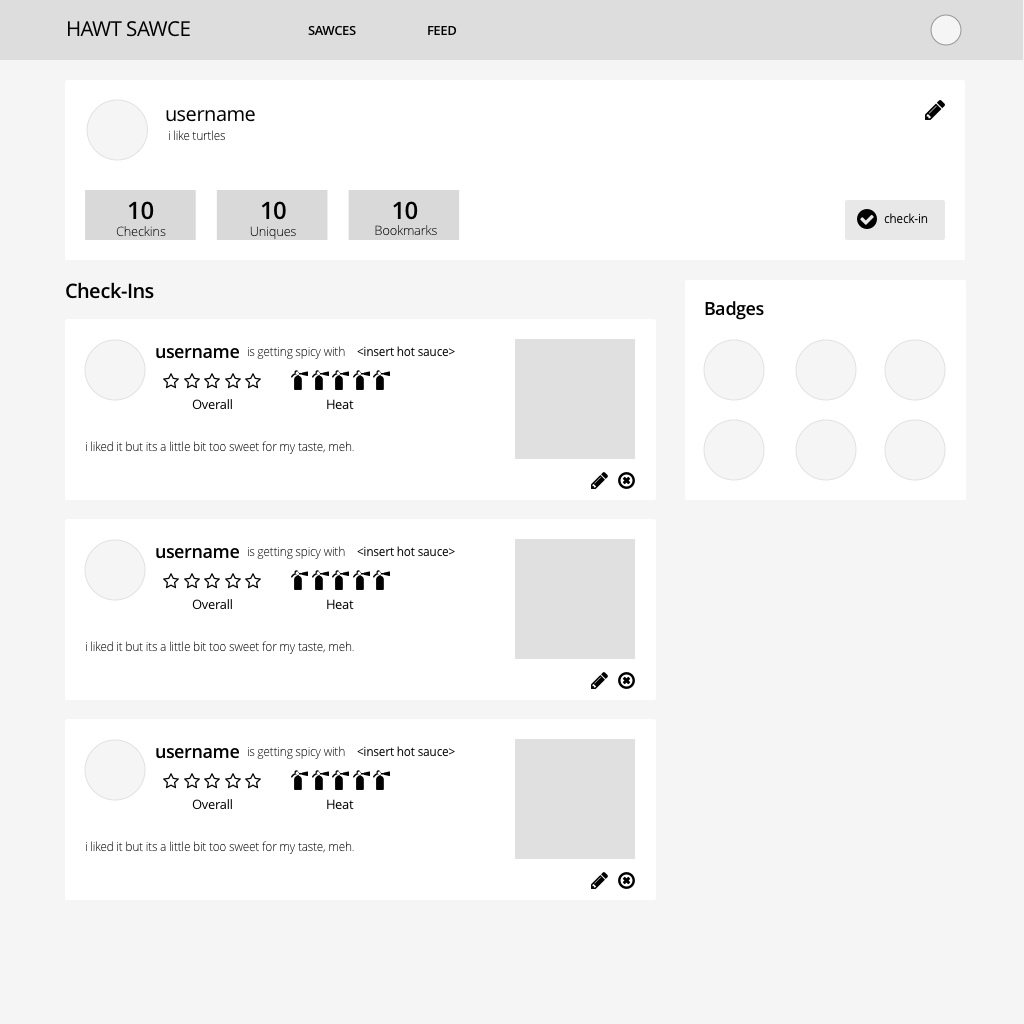 HAWT SAWCE SAWCES FEED
username
i like turtles
10 10 10
Checkins Uniques Bookmarks
check-in
Check-Ins
username is getting spicy with <insert hot sauce>
Overall Heat
i liked it but its a little bit too sweet for my taste, meh.
username is getting spicy with <insert hot sauce>
Overall Heat
i liked it but its a little bit too sweet for my taste, meh.
username is getting spicy with <insert hot sauce>
Overall Heat
i liked it but its a little bit too sweet for my taste, meh.
Badges